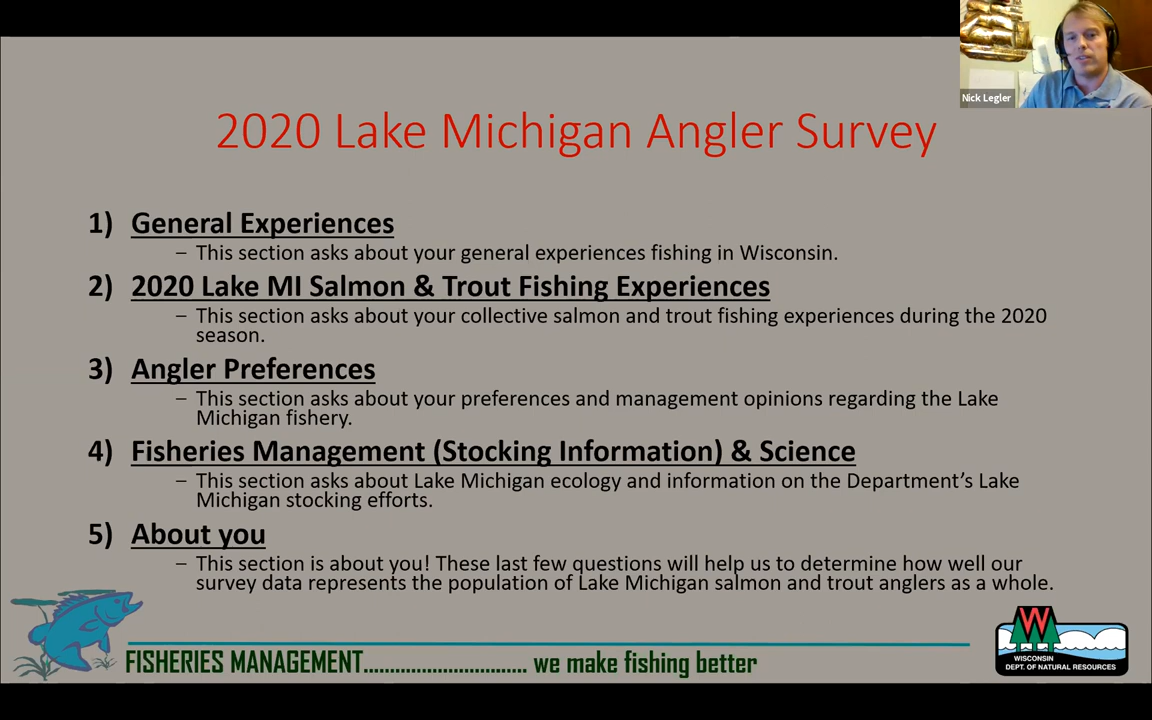 Nick Legler
2020 Lake Michigan Angler Survey
1) General Experiences
– This section asks about your general experiences fishing in Wisconsin.
2) 2020 Lake MI Salmon & Trout Fishing Experiences
– This section asks about your collective salmon and trout fishing experiences during the 2020
season.
3) Angler Preferences
– This section asks about your preferences and management opinions regarding the Lake
Michigan fishery.
4) Fisheries Management (Stocking Information) & Science
– This section asks about Lake Michigan ecology and information on the Department’s Lake
Michigan stocking efforts.
5) About you
– This section is about you! These last few questions will help us to determine how well our
survey data represents the population of Lake Michigan salmon and trout anglers as a whole.
FISHERIES MANAGEMENT.............................. we make fishing better
W
WISCONSIN
DEPT. OF NATURAL RESOURCES